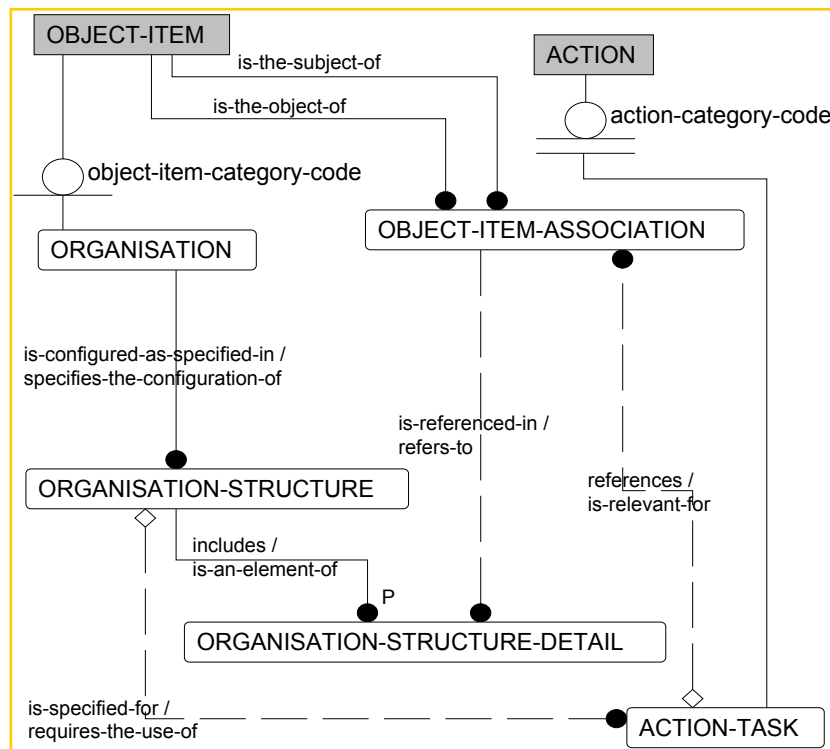 OBJECT-ITEM
ACTION
is-the-subject-of
is-the-object-of
action-category-code
object-item-category-code
OBJECT-ITEM-ASSOCIATION
ORGANISATION
is-configured-as-specified-in /
specifies-the-configuration-of
is-referenced-in /
refers-to
references /
is-relevant-for
ORGANISATION-STRUCTURE
includes /
is-an-element-of
P
ORGANISATION-STRUCTURE-DETAIL
is-specified-for /
requires-the-use-of
ACTION-TASK